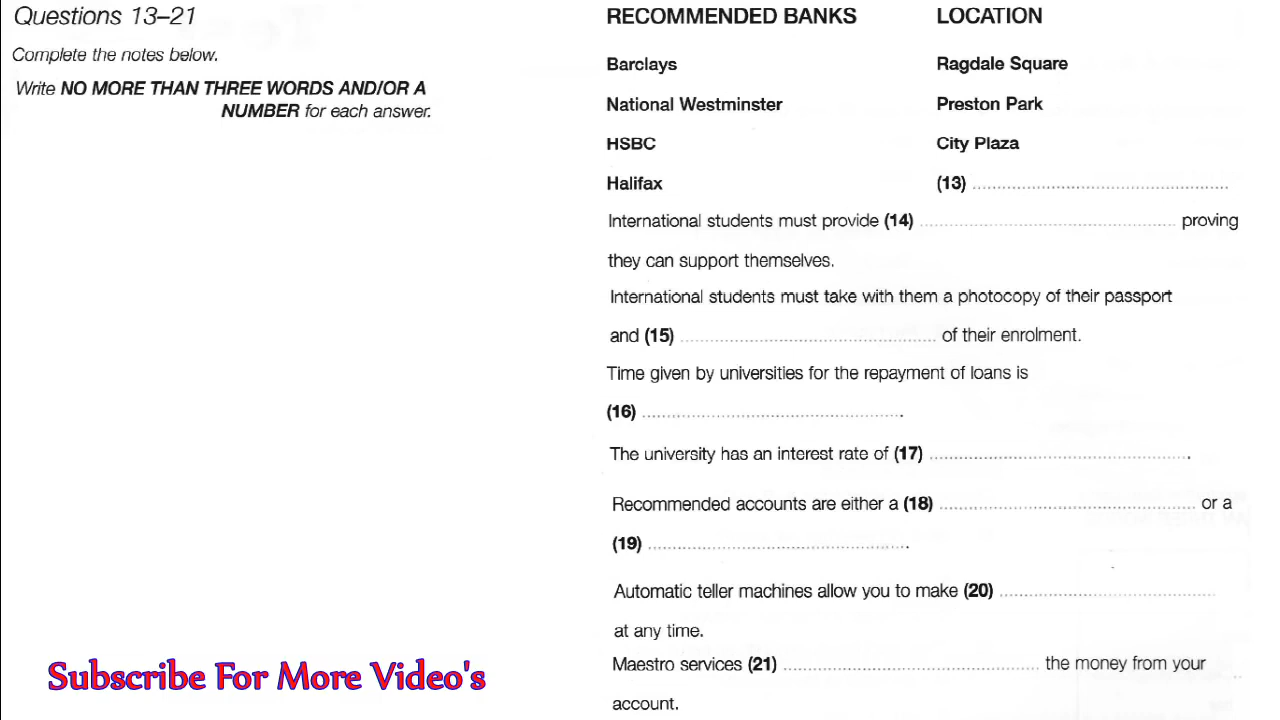 Questions 13–21
Complete the notes below.
Write NO MORE THAN THREE WORDS AND/OR A
NUMBER for each answer.
RECOMMENDED BANKS LOCATION
Barclays Ragdale Square
National Westminster Preston Park
HSBC City Plaza
Halifax (13) ................................................
International students must provide (14) ................................................ proving
they can support themselves.
International students must take with them a photocopy of their passport
and (15) ................................................ of their enrolment.
Time given by universities for the repayment of loans is
(16) .................................................
The university has an interest rate of (17) .................................................
Recommended accounts are either a (18) ................................................ or a
(19) .................................................
Automatic teller machines allow you to make (20) ................................................
at any time.
Maestro services (21) ................................................ the money from your
account.
Subscribe For More Video's